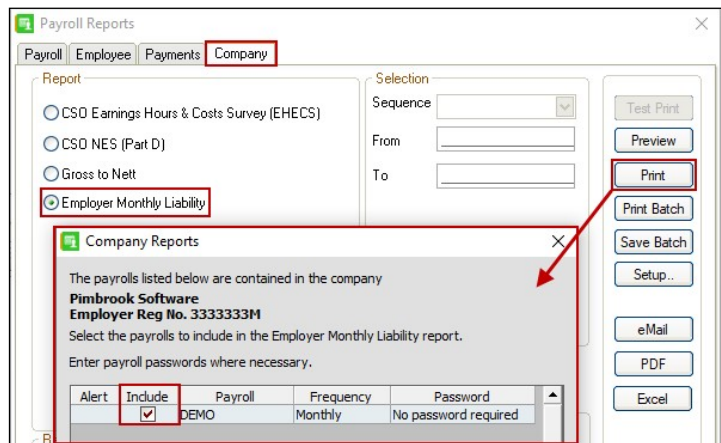 Payroll Reports
Payroll Employee Payments Company
Report
CSO Earnings Hours & Costs Survey (EHECS)
CSO NES (Part D)
Gross to Nett
Employer Monthly Liability
Selection
Sequence
From
To
Test Print
Preview
Print
Print Batch
Save Batch
Setup..
eMail
PDF
Excel
Company Reports
The payrolls listed below are contained in the company
Pimbrook Software
Employer Reg No. 3333333M
Select the payrolls to include in the Employer Monthly Liability report.
Enter payroll passwords where necessary.
Alert Include Payroll Frequency Password
DEMO Monthly No password required